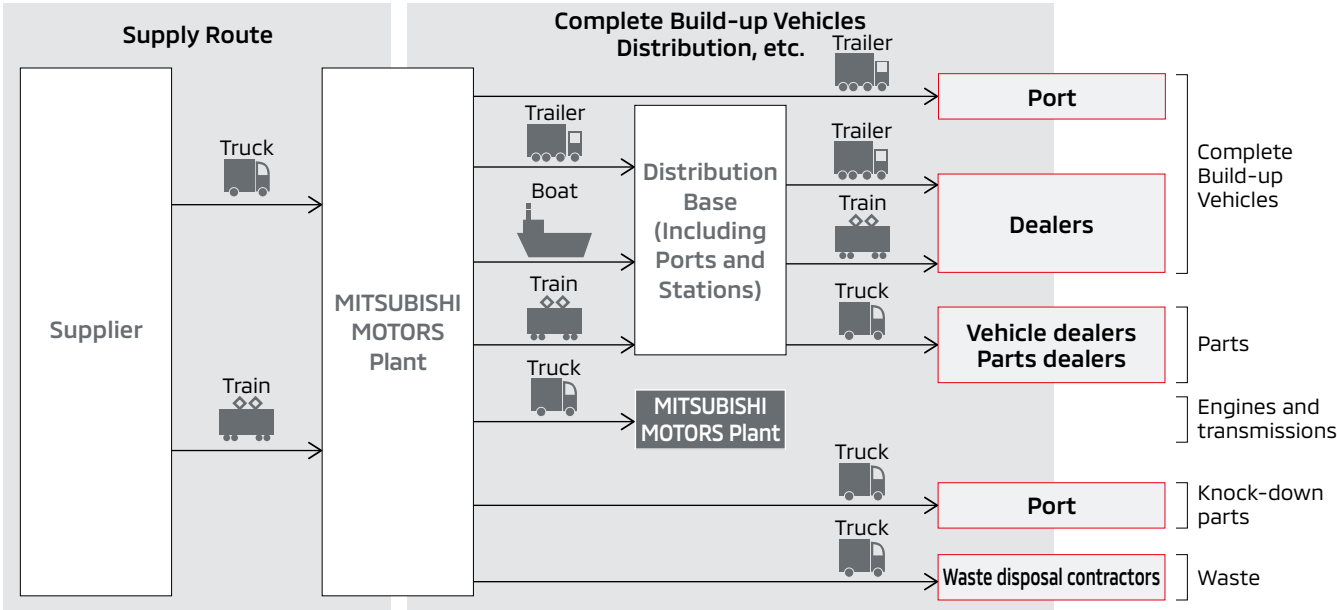 Supply Route
Complete Build-up Vehicles
Distribution, etc.
Supplier
Truck
Train
MITSUBISHI
MOTORS
Plant
Trailer
Boat
Train
Truck
Distribution
Base
(Including
Ports and
Stations)
MITSUBISHI
MOTORS Plant
Trailer
Trailer
Train
Truck
Truck
Truck
Port
Dealers
Vehicle dealers
Parts dealers
Port
Waste disposal contractors
Complete
Build-up
Vehicles
Parts
Engines and
transmissions
Knock-down
parts
Waste